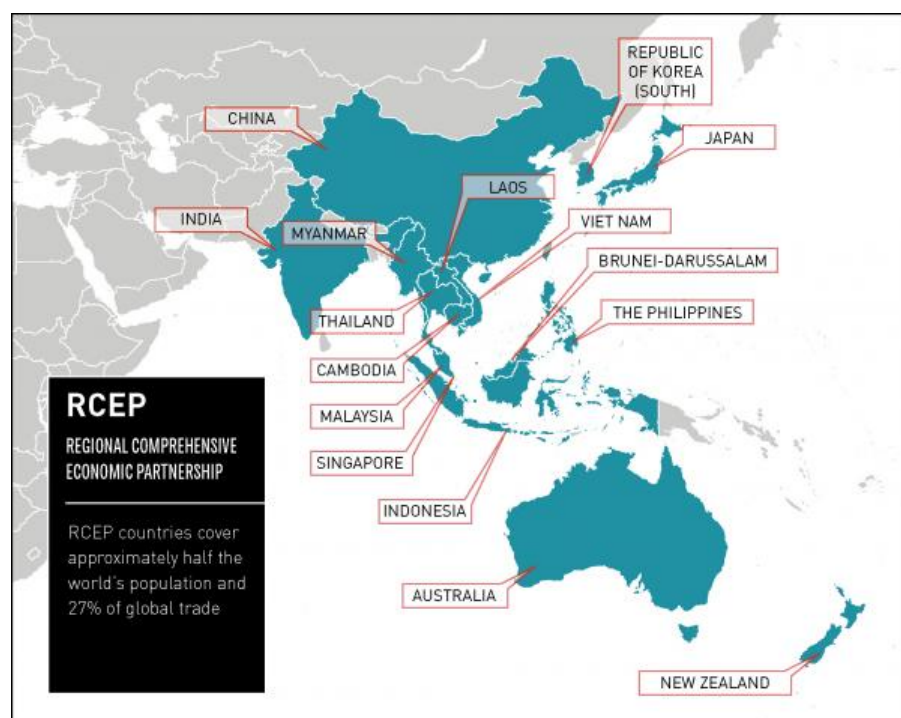 REPUBLIC
OF KOREA
(SOUTH)
CHINA
JAPAN
LAOS
INDIA
MYANMAR
VIET NAM
BRUNEI-DARUSSALAM
THAILAND
THE PHILIPPINES
CAMBODIA
MALAYSIA
SINGAPORE
INDONESIA
AUSTRALIA
NEW ZEALAND
RCEP
REGIONAL COMPREHENSIVE
ECONOMIC PARTNERSHIP
RCEP countries cover
approximately half the
world's population and
27% of global trade